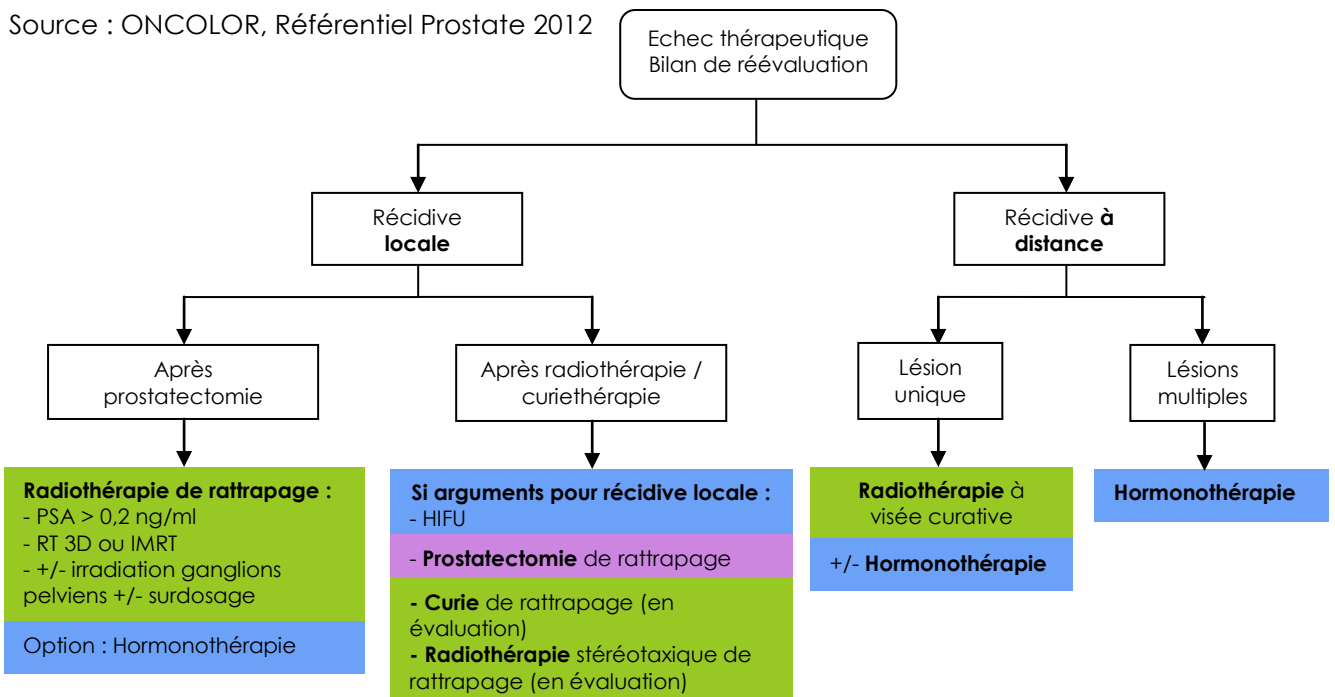 Source : ONCOLOR, Référentiel Prostate 2012
Echec thérapeutique
Bilan de réévaluation
Récidive
locale
Récidive à
distance
Après
prostatectomie
Après radiothérapie /
curiethérapie
Lésion
unique
Lésions
multiples
Radiothérapie de rattrapage :
- PSA > 0,2 ng/ml
- RT 3D ou IMRT
- +/- irradiation ganglions
pelviens +/- surdosage
Option : Hormonothérapie
Si arguments pour récidive locale :
- HIFU
- Prostatectomie de rattrapage
- Curie de rattrapage (en
évaluation)
- Radiothérapie stéréotaxique de
rattrapage (en évaluation)
Radiothérapie à
visée curative
+/- Hormonothérapie
Hormonothérapie